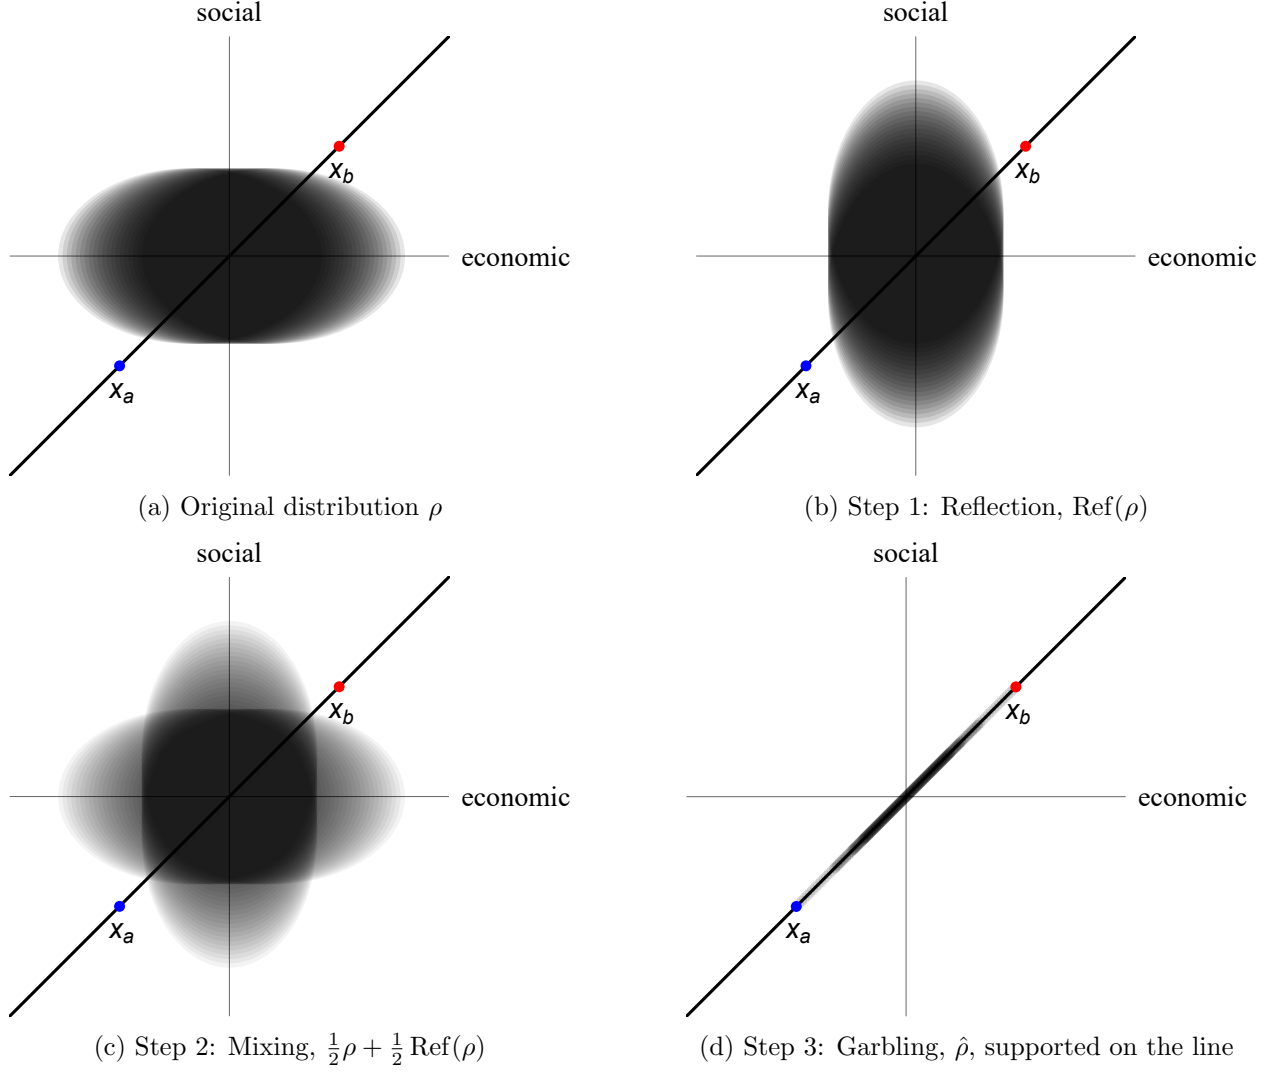 social
x_b
economic
x_a
(a) Original distribution ρ
social
x_b
economic
x_a
(b) Step 1: Reflection, Ref(ρ)
social
x_b
economic
x_a
(c) Step 2: Mixing, ½ρ + ½ Ref(ρ)
social
x_b
economic
x_a
(d) Step 3: Garbling, ρ̂, supported on the line